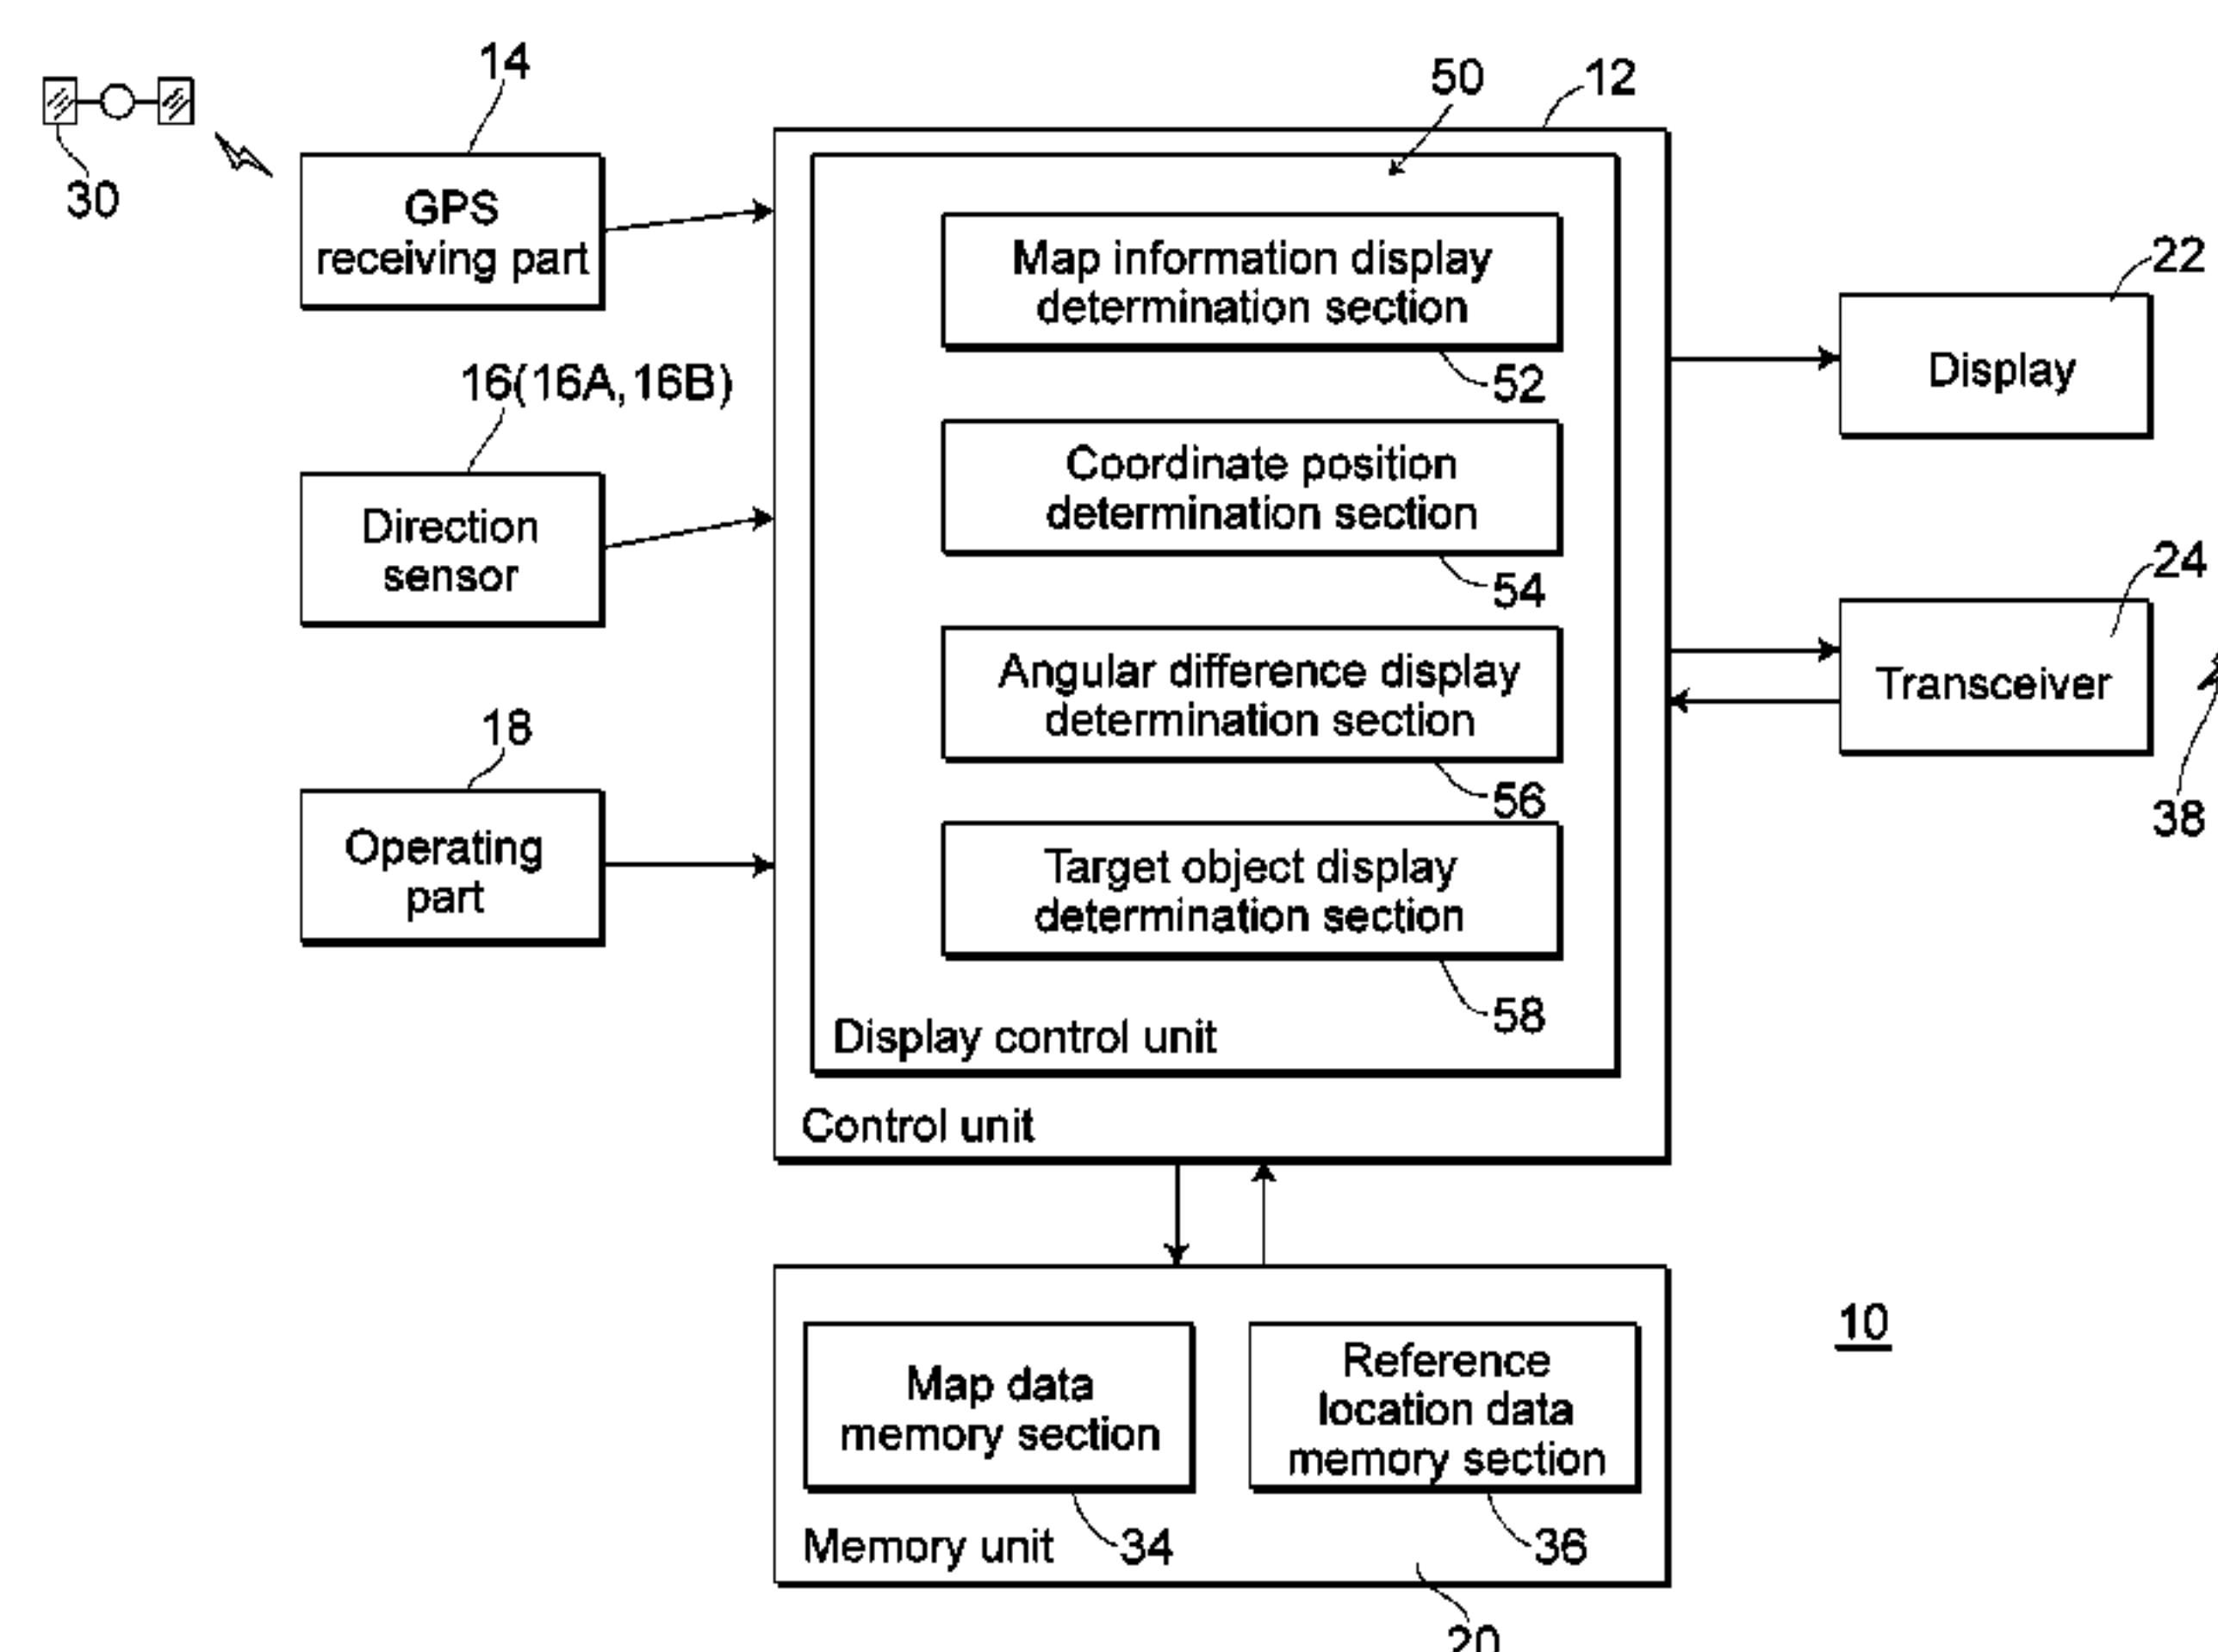 14
50
12
30
GPS
receiving part
Map information display
determination section
52
22
Display
16(16A,16B)
Direction
sensor
Coordinate position
determination section
54
24
Transceiver
38
Angular difference display
determination section
56
18
Operating
part
Target object display
determination section
58
Display control unit
Control unit
10
Map data
memory section
34
Reference
location data
memory section
36
Memory unit
20